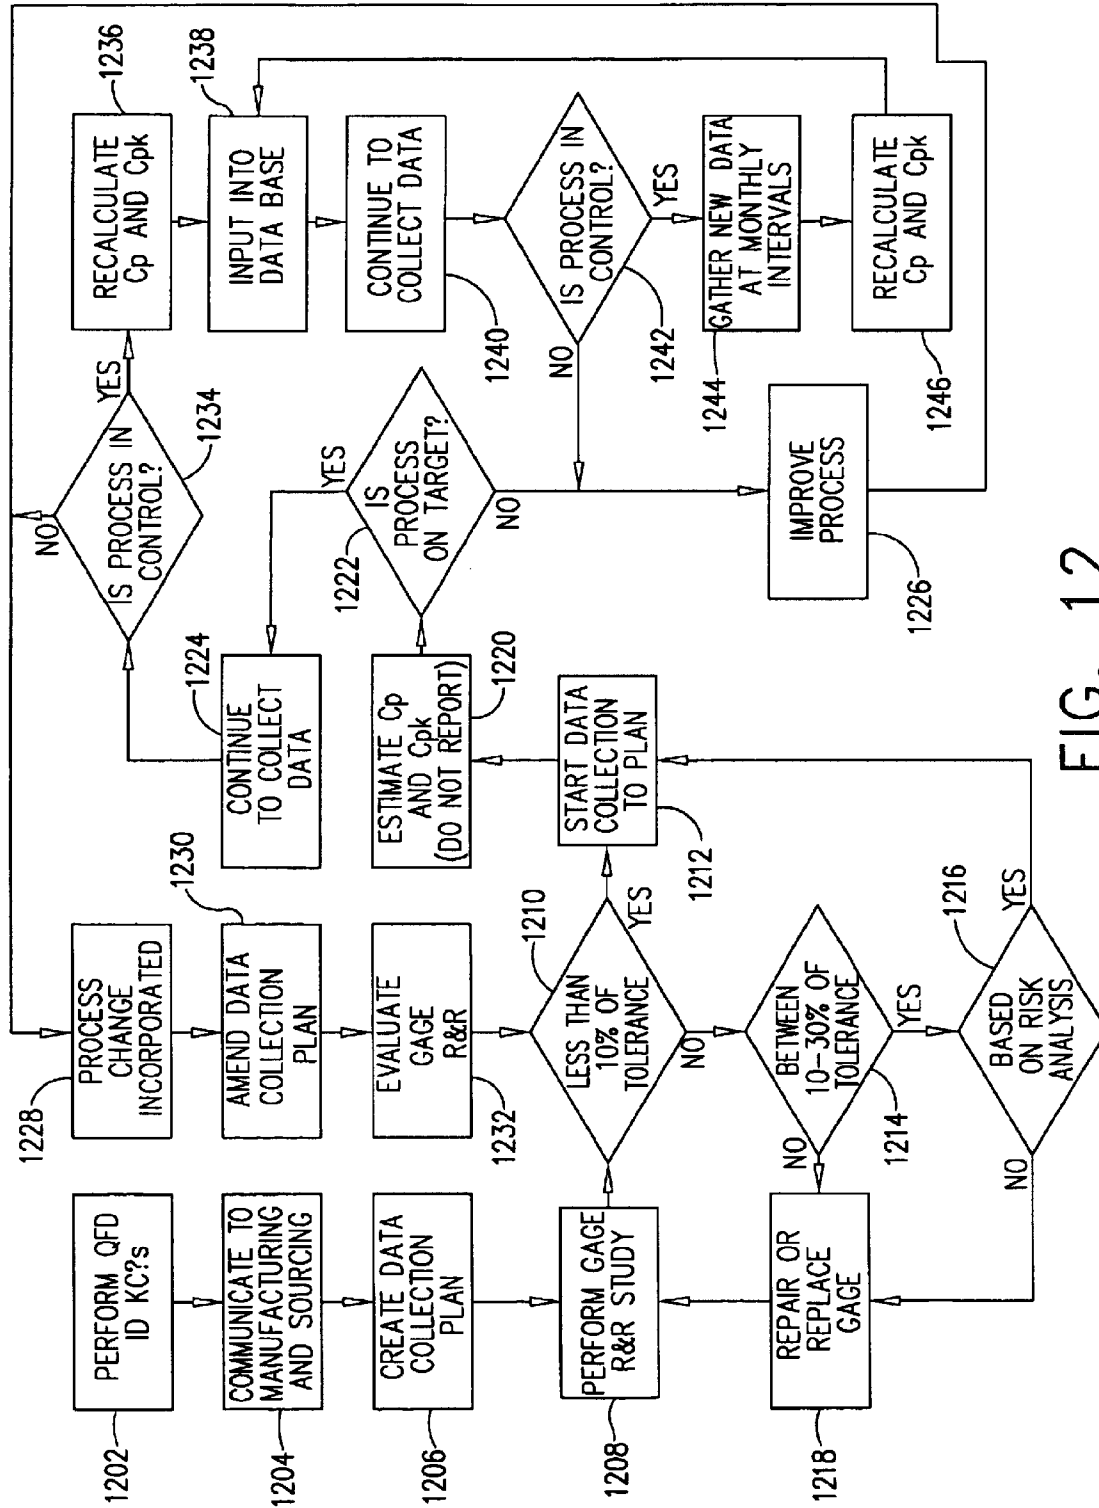 1202
PERFORM QFD
ID KC?s
1204
COMMUNICATE TO
MANUFACTURING
AND SOURCING
1206
CREATE DATA
COLLECTION
PLAN
1208
PERFORM GAGE
R&R STUDY
1218
REPAIR OR
REPLACE
GAGE
1228
PROCESS
CHANGE
INCORPORATED
1230
AMEND DATA
COLLECTION
PLAN
1232
EVALUATE
GAGE
R&R
1210
LESS THAN
10% OF
TOLERANCE
YES
NO
1214
BETWEEN
10-30% OF
TOLERANCE
NO
YES
1216
BASED
ON RISK
ANALYSIS
NO
YES
1212
START DATA
COLLECTION
TO PLAN
1220
ESTIMATE Cp
AND Cpk
(DO NOT REPORT)
1222
IS
PROCESS
ON TARGET?
YES
NO
1224
CONTINUE
TO COLLECT
DATA
1226
IMPROVE
PROCESS
1234
IS PROCESS IN
CONTROL?
NO
YES
1236
RECALCULATE
Cp AND Cpk
1238
INPUT INTO
DATA BASE
1240
CONTINUE TO
COLLECT DATA
1242
IS PROCESS IN
CONTROL?
NO
YES
1244
GATHER NEW DATA
AT MONTHLY
INTERVALS
1246
RECALCULATE
Cp AND Cpk
FIG. 12